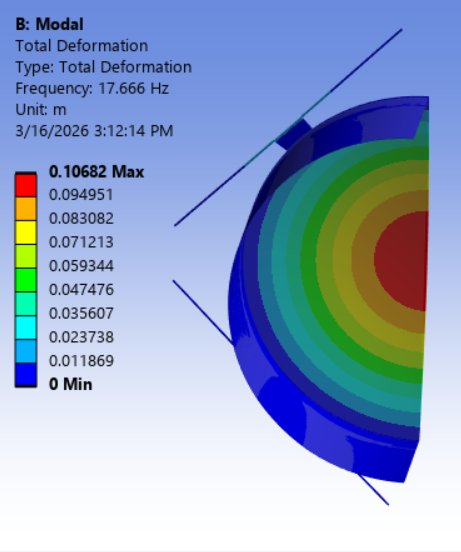 B: Modal
Total Deformation
Type: Total Deformation
Frequency: 17.666 Hz
Unit: m
3/16/2026 3:12:14 PM
0.10682 Max
0.094951
0.083082
0.071213
0.059344
0.047476
0.035607
0.023738
0.011869
0 Min